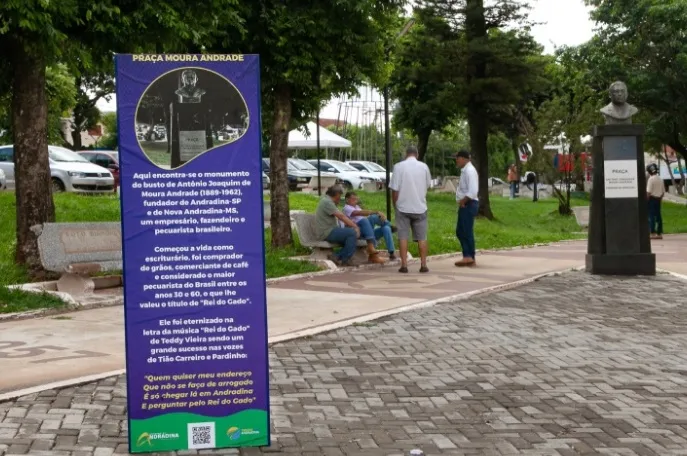 PRAÇA MOURA ANDRADE
Aqui encontra-se o monumento
de busto de Antônio Joaquim de
Moura Andrade (1889-1962),
fundador de Andradina-SP
e de Nova Andradina-MS,
um empresário, fazendeiro e
pecuarista brasileiro.
Começou a vida como
escriturário, foi comprador
de grãos, comerciante de café
e considerado o maior
pecuarista do Brasil entre os
anos 30 e 60, o que lhe
valeu o título de "Rei do Gado".
Ele foi eternizado na
letra da música "Rei do Gado"
de Teddy Vieira sendo um
grande sucesse nas vozes
de Tião Carreiro e Pardinho:
"Quem quiser meu endereço
Que não se faça de arrogado
É só chegar lá em Andradina
E perguntar pelo Rei do Gado"
ANDRADINA
PRAÇA